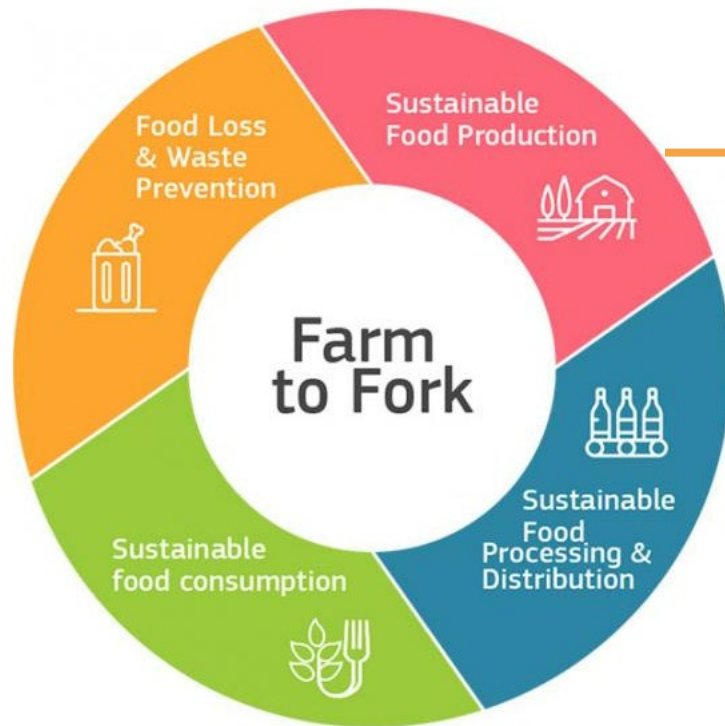 Sustainable
Food Production
Food Loss
& Waste
Prevention
Farm
to Fork
Sustainable
Food
Processing &
Distribution
Sustainable
food consumption